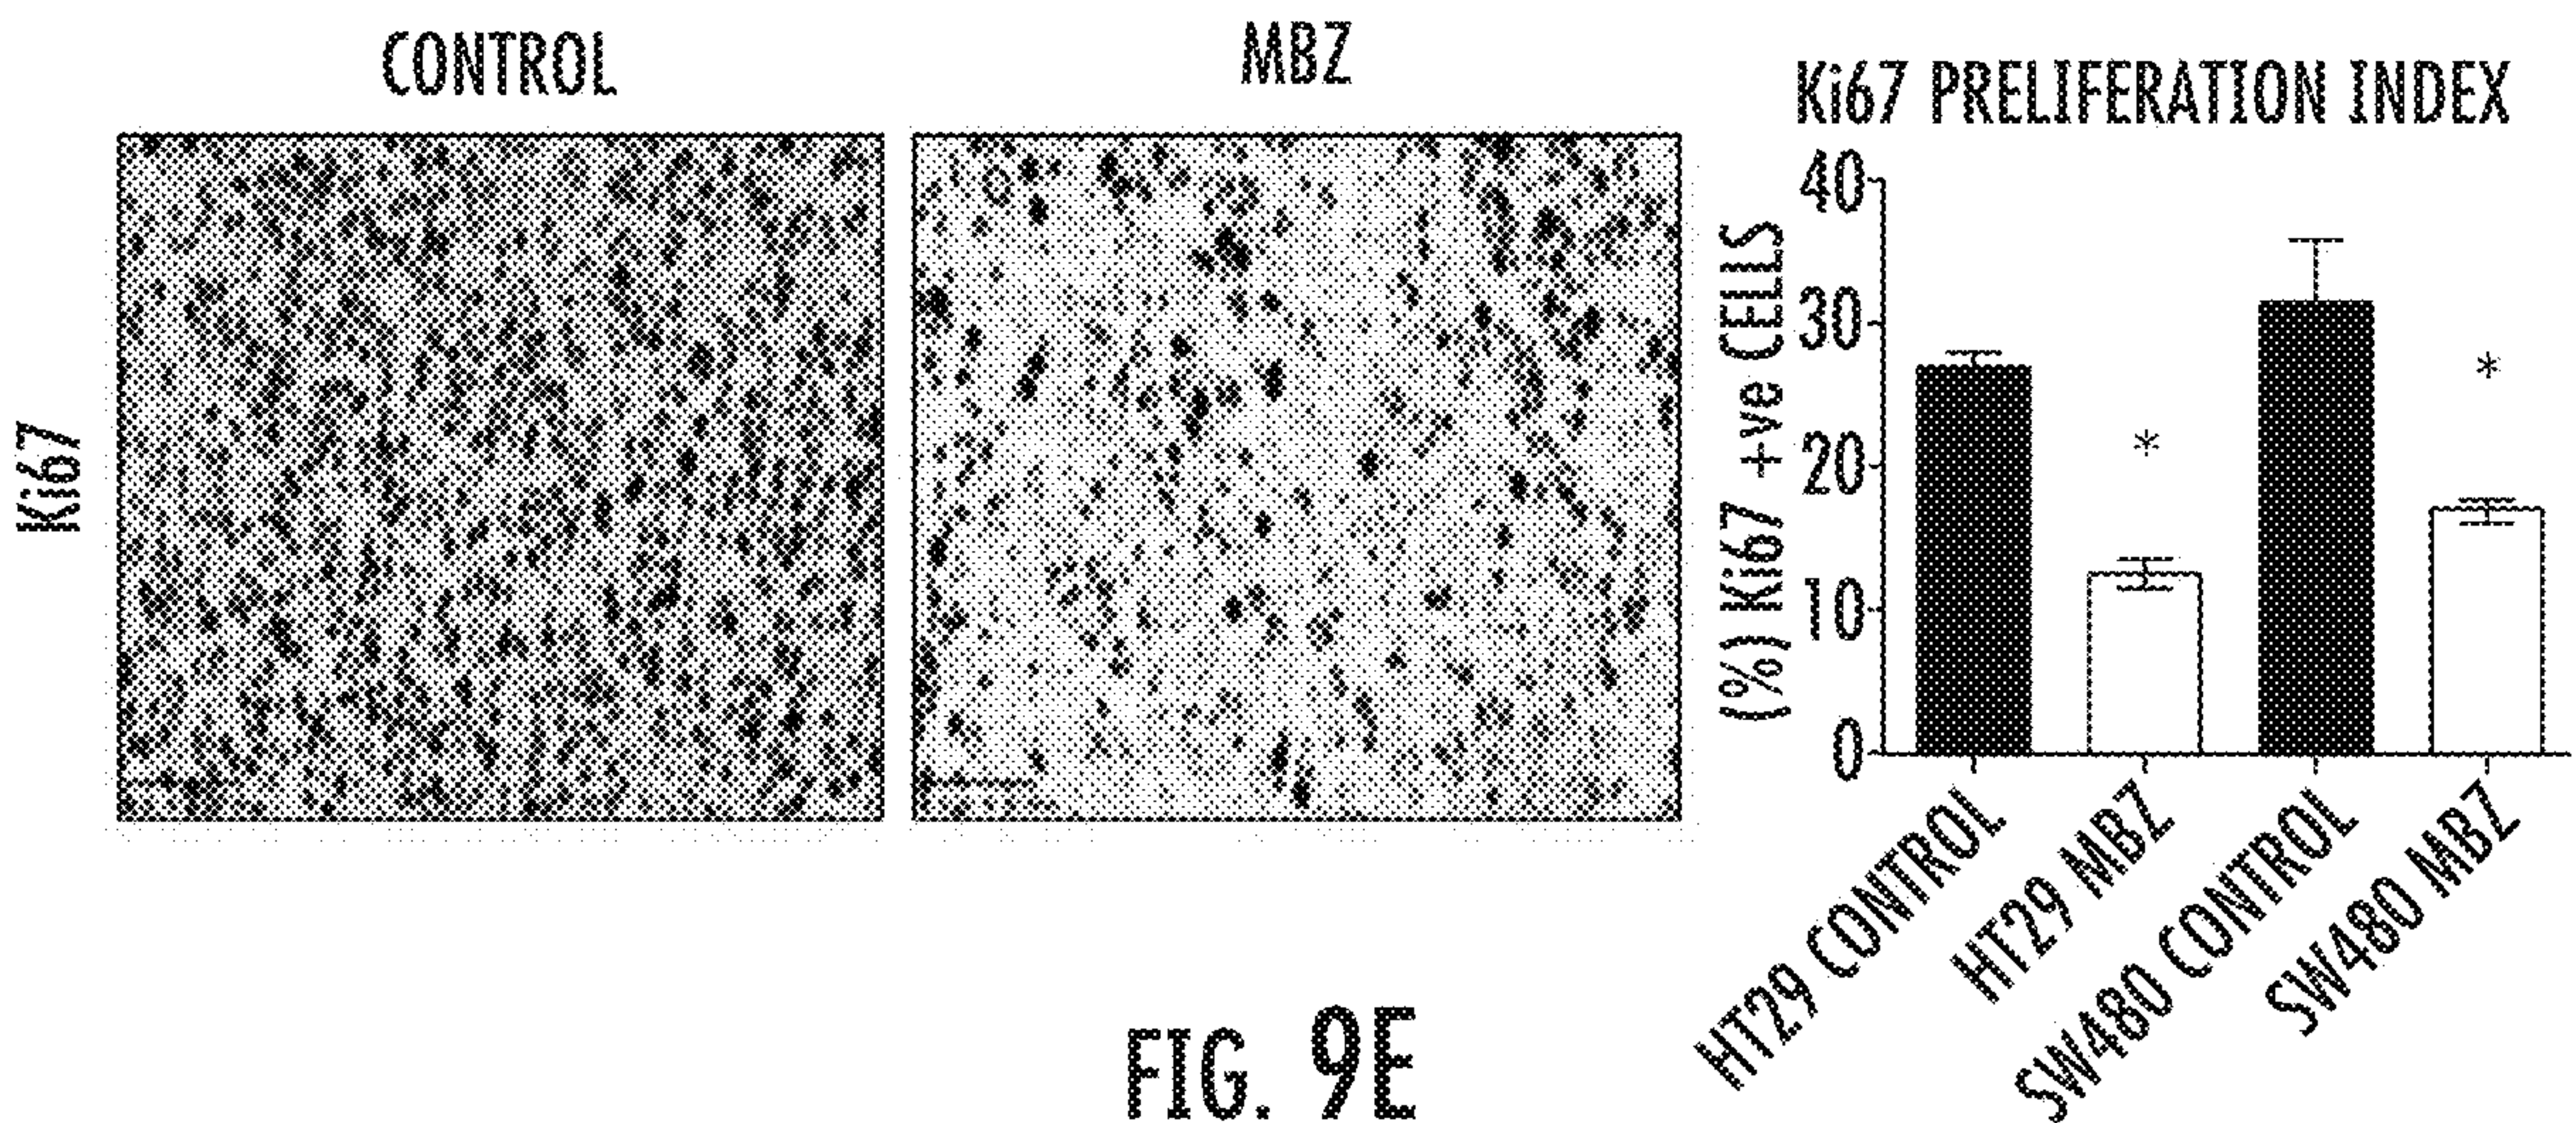 CONTROL
MBZ
Ki67
Ki67 PRELIFERATION INDEX
(%) Ki67 +ve CELLS
40
30
20
10
0
*
*
HT29 CONTROL
HT29 MBZ
SW480 CONTROL
SW480 MBZ
FIG. 9E